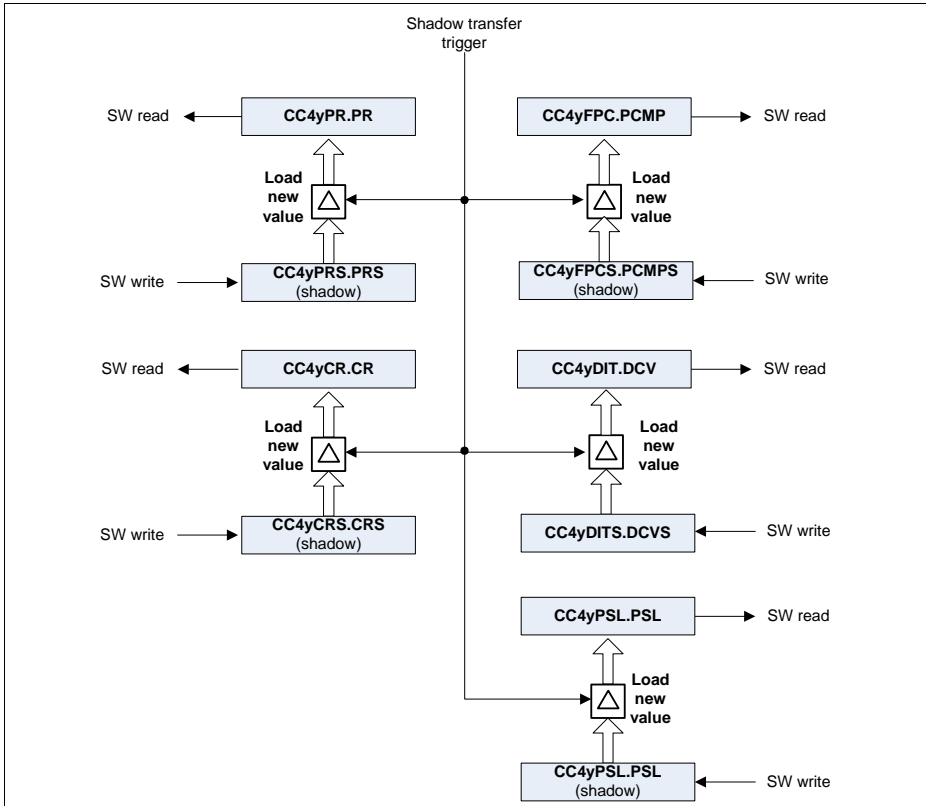 Shadow transfer
trigger
SW read
CC4yPR.PR
CC4yFPC.PCMP
SW read
Load
new
value
Load
new
value
SW write
CC4yPRS.PRS
(shadow)
CC4yFPCS.PCMPS
(shadow)
SW write
SW read
CC4yCR.CR
CC4yDIT.DCV
SW read
Load
new
value
Load
new
value
SW write
CC4yCRS.CRS
(shadow)
CC4yDITS.DCVS
SW write
CC4yPSL.PSL
SW read
Load
new
value
CC4yPSL.PSL
(shadow)
SW write